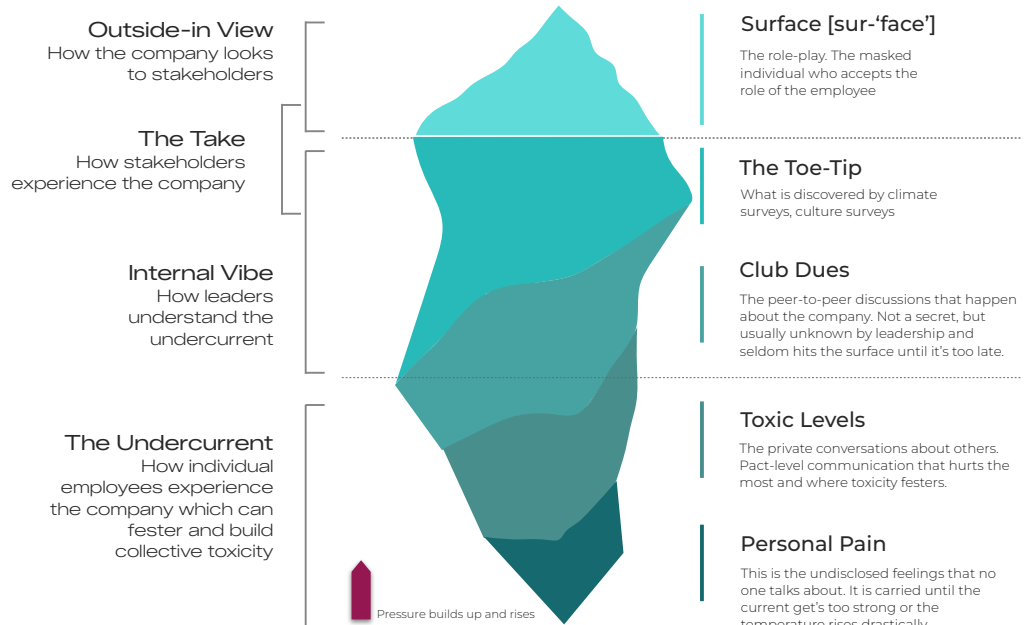 Outside-in View
How the company looks
to stakeholders
The Take
How stakeholders
experience the company
Internal Vibe
How leaders
understand the
undercurrent
The Undercurrent
How individual
employees experience
the company which can
fester and build
collective toxicity
Pressure builds up and rises
Surface [sur-‘face’]
The role-play. The masked
individual who accepts the
role of the employee
The Toe-Tip
What is discovered by climate
surveys, culture surveys
Club Dues
The peer-to-peer discussions that happen
about the company. Not a secret, but
usually unknown by leadership and
seldom hits the surface until it’s too late.
Toxic Levels
The private conversations about others.
Pact-level communication that hurts the
most and where toxicity festers.
Personal Pain
This is the undisclosed feelings that no
one talks about. It is carried until the
current get’s too strong or the
temperature rises drastically